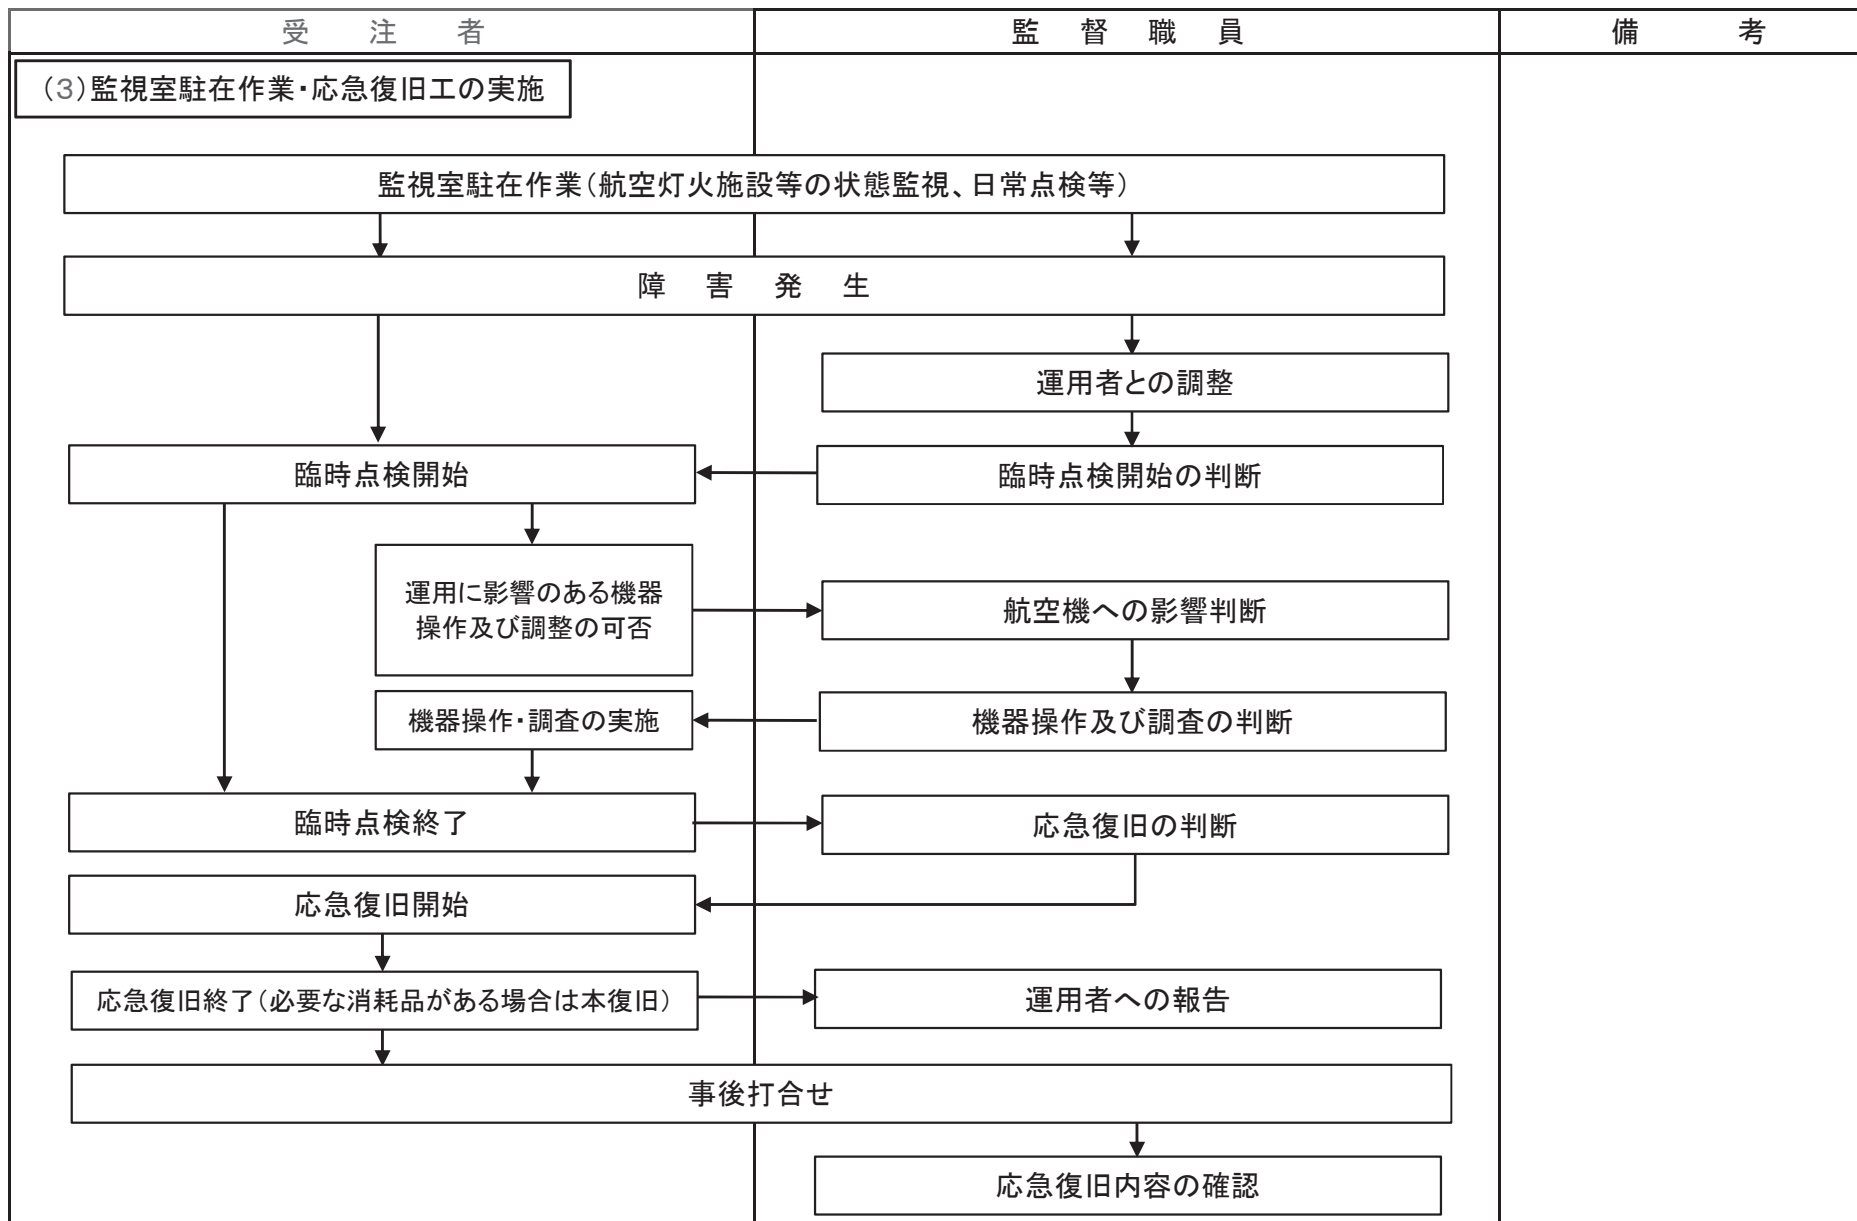 受注者
監督職員
備考
（３）監視室駐在作業・応急復旧工の実施
監視室駐在作業（航空灯火施設等の状態監視、日常点検等）
障害発生
運用者との調整
臨時点検開始
臨時点検開始の判断
運用に影響のある機器
操作及び調整の可否
航空機への影響判断
機器操作・調査の実施
機器操作及び調査の判断
臨時点検終了
応急復旧の判断
応急復旧開始
応急復旧終了（必要な消耗品がある場合は本復旧）
運用者への報告
事後打合せ
応急復旧内容の確認